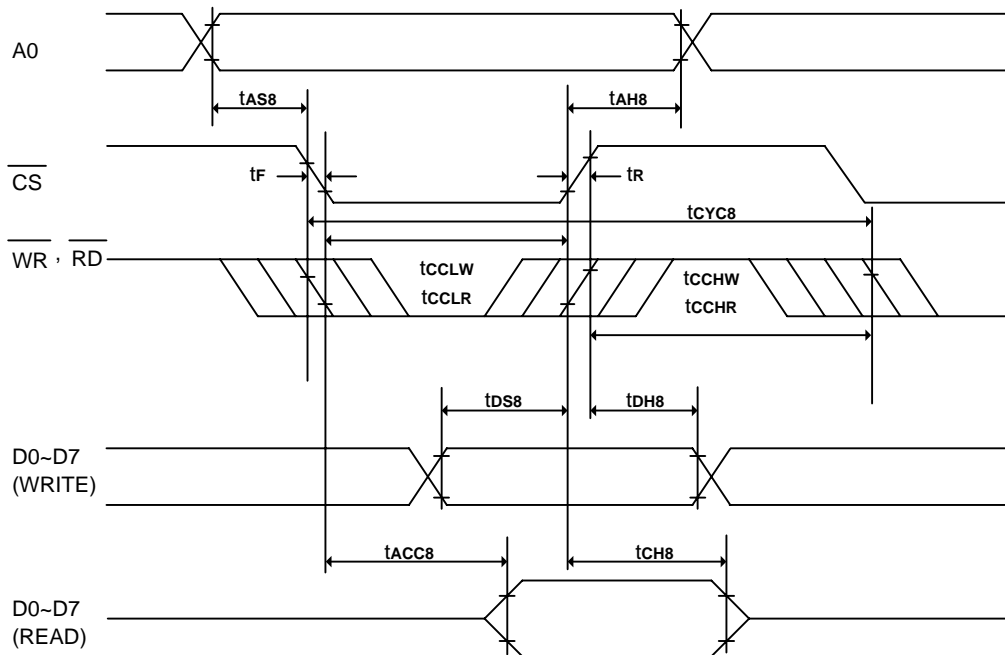 A0
tAS8
tAH8
CS
tF
tR
tCYC8
WR , RD
tCCLW
tCCHW
tCCLR
tCCHR
tDS8
tDH8
D0~D7
(WRITE)
tACC8
tCH8
D0~D7
(READ)